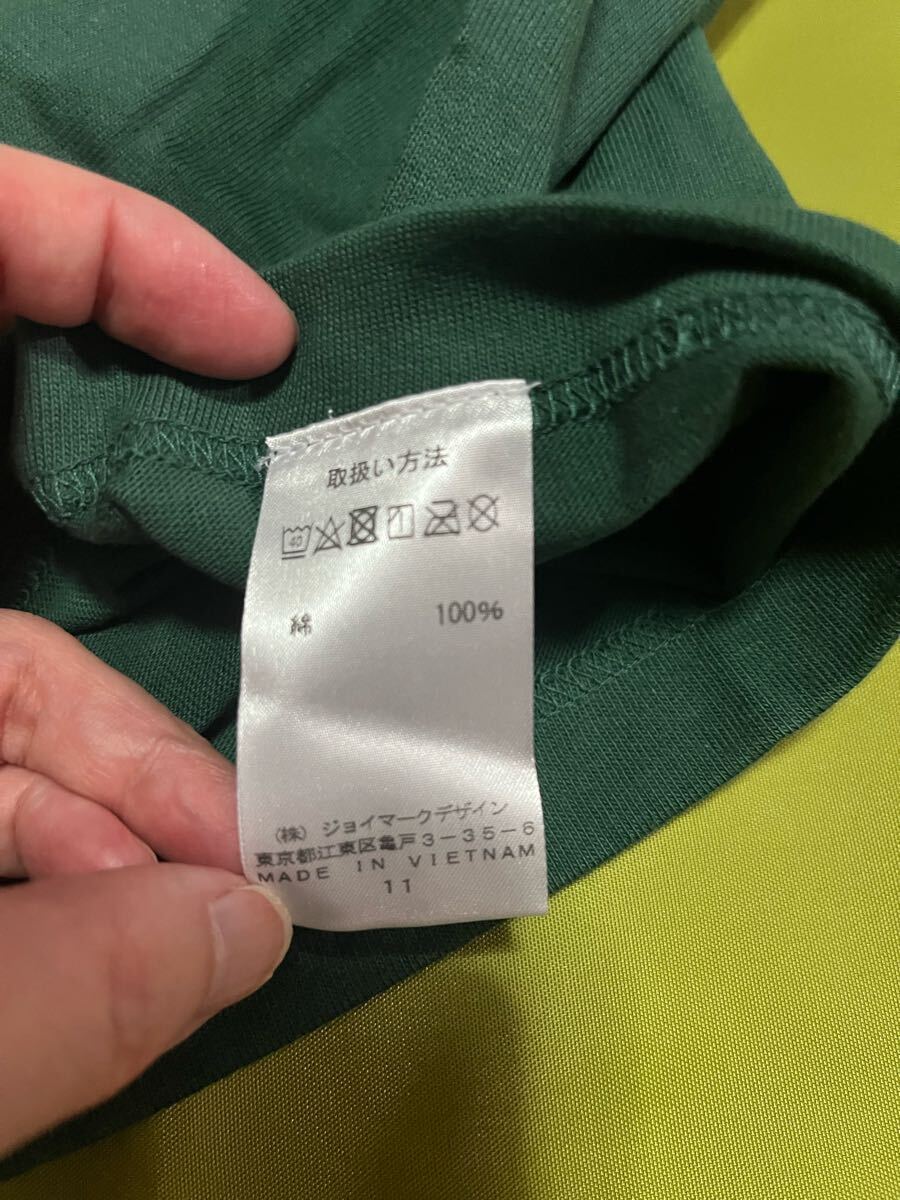 取扱い方法
40
綿 100%
(株) ジョイマークデザイン
東京都江東区亀戸3-35-6
MADE IN VIETNAM
11